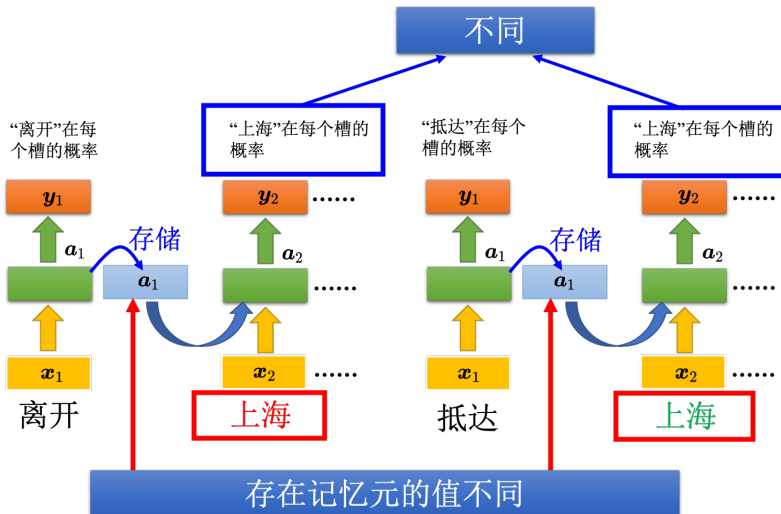 不同
“离开”在每
个槽的概率
“上海”在每个槽的
概率
“抵达”在每个
槽的概率
“上海”在每个槽的
概率
y₁
y₂ ······
y₁
y₂ ······
a₁
存储
a₂
a₁
存储
a₂
a₁
······
a₁
······
x₁
x₂ ······
x₁
x₂ ······
离开
上海
抵达
上海
存在记忆元的值不同